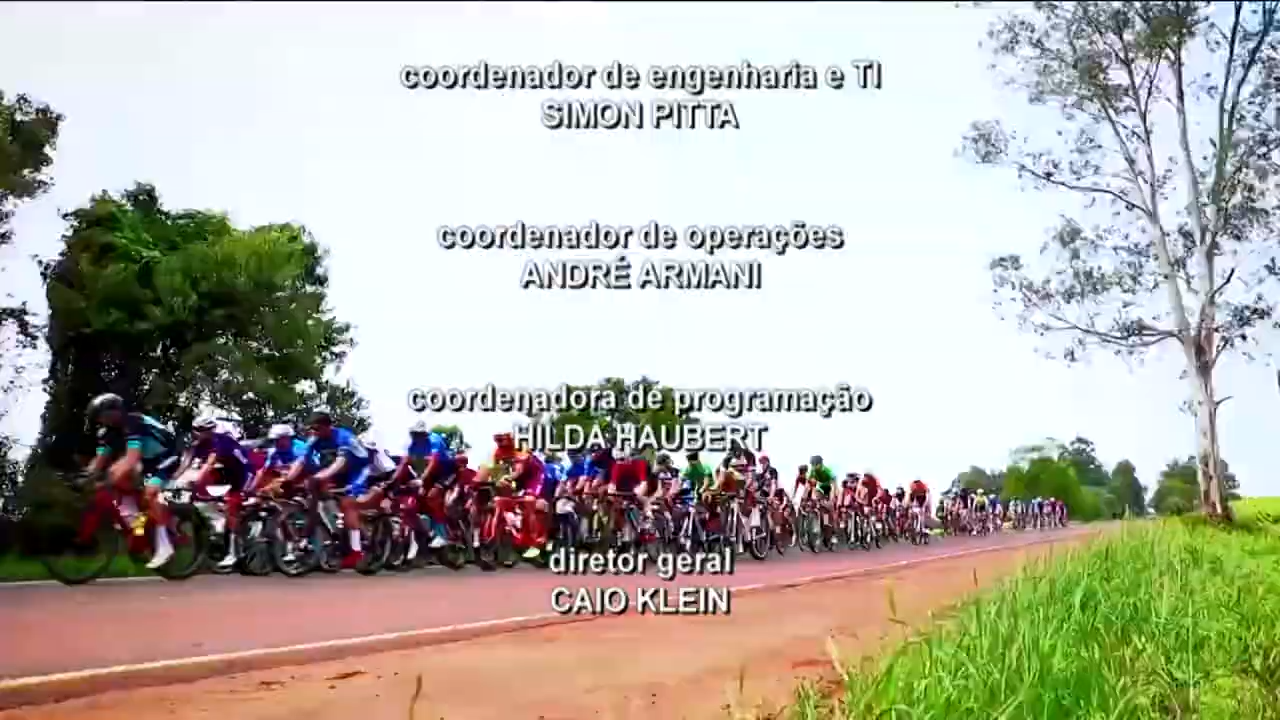 coordenador de engenharia e TI
SIMON PITTA
coordenador de operações
ANDRÉ ARMANI
coordenadora de programação
HILDA HAUBERT
diretor geral
CAIO KLEIN